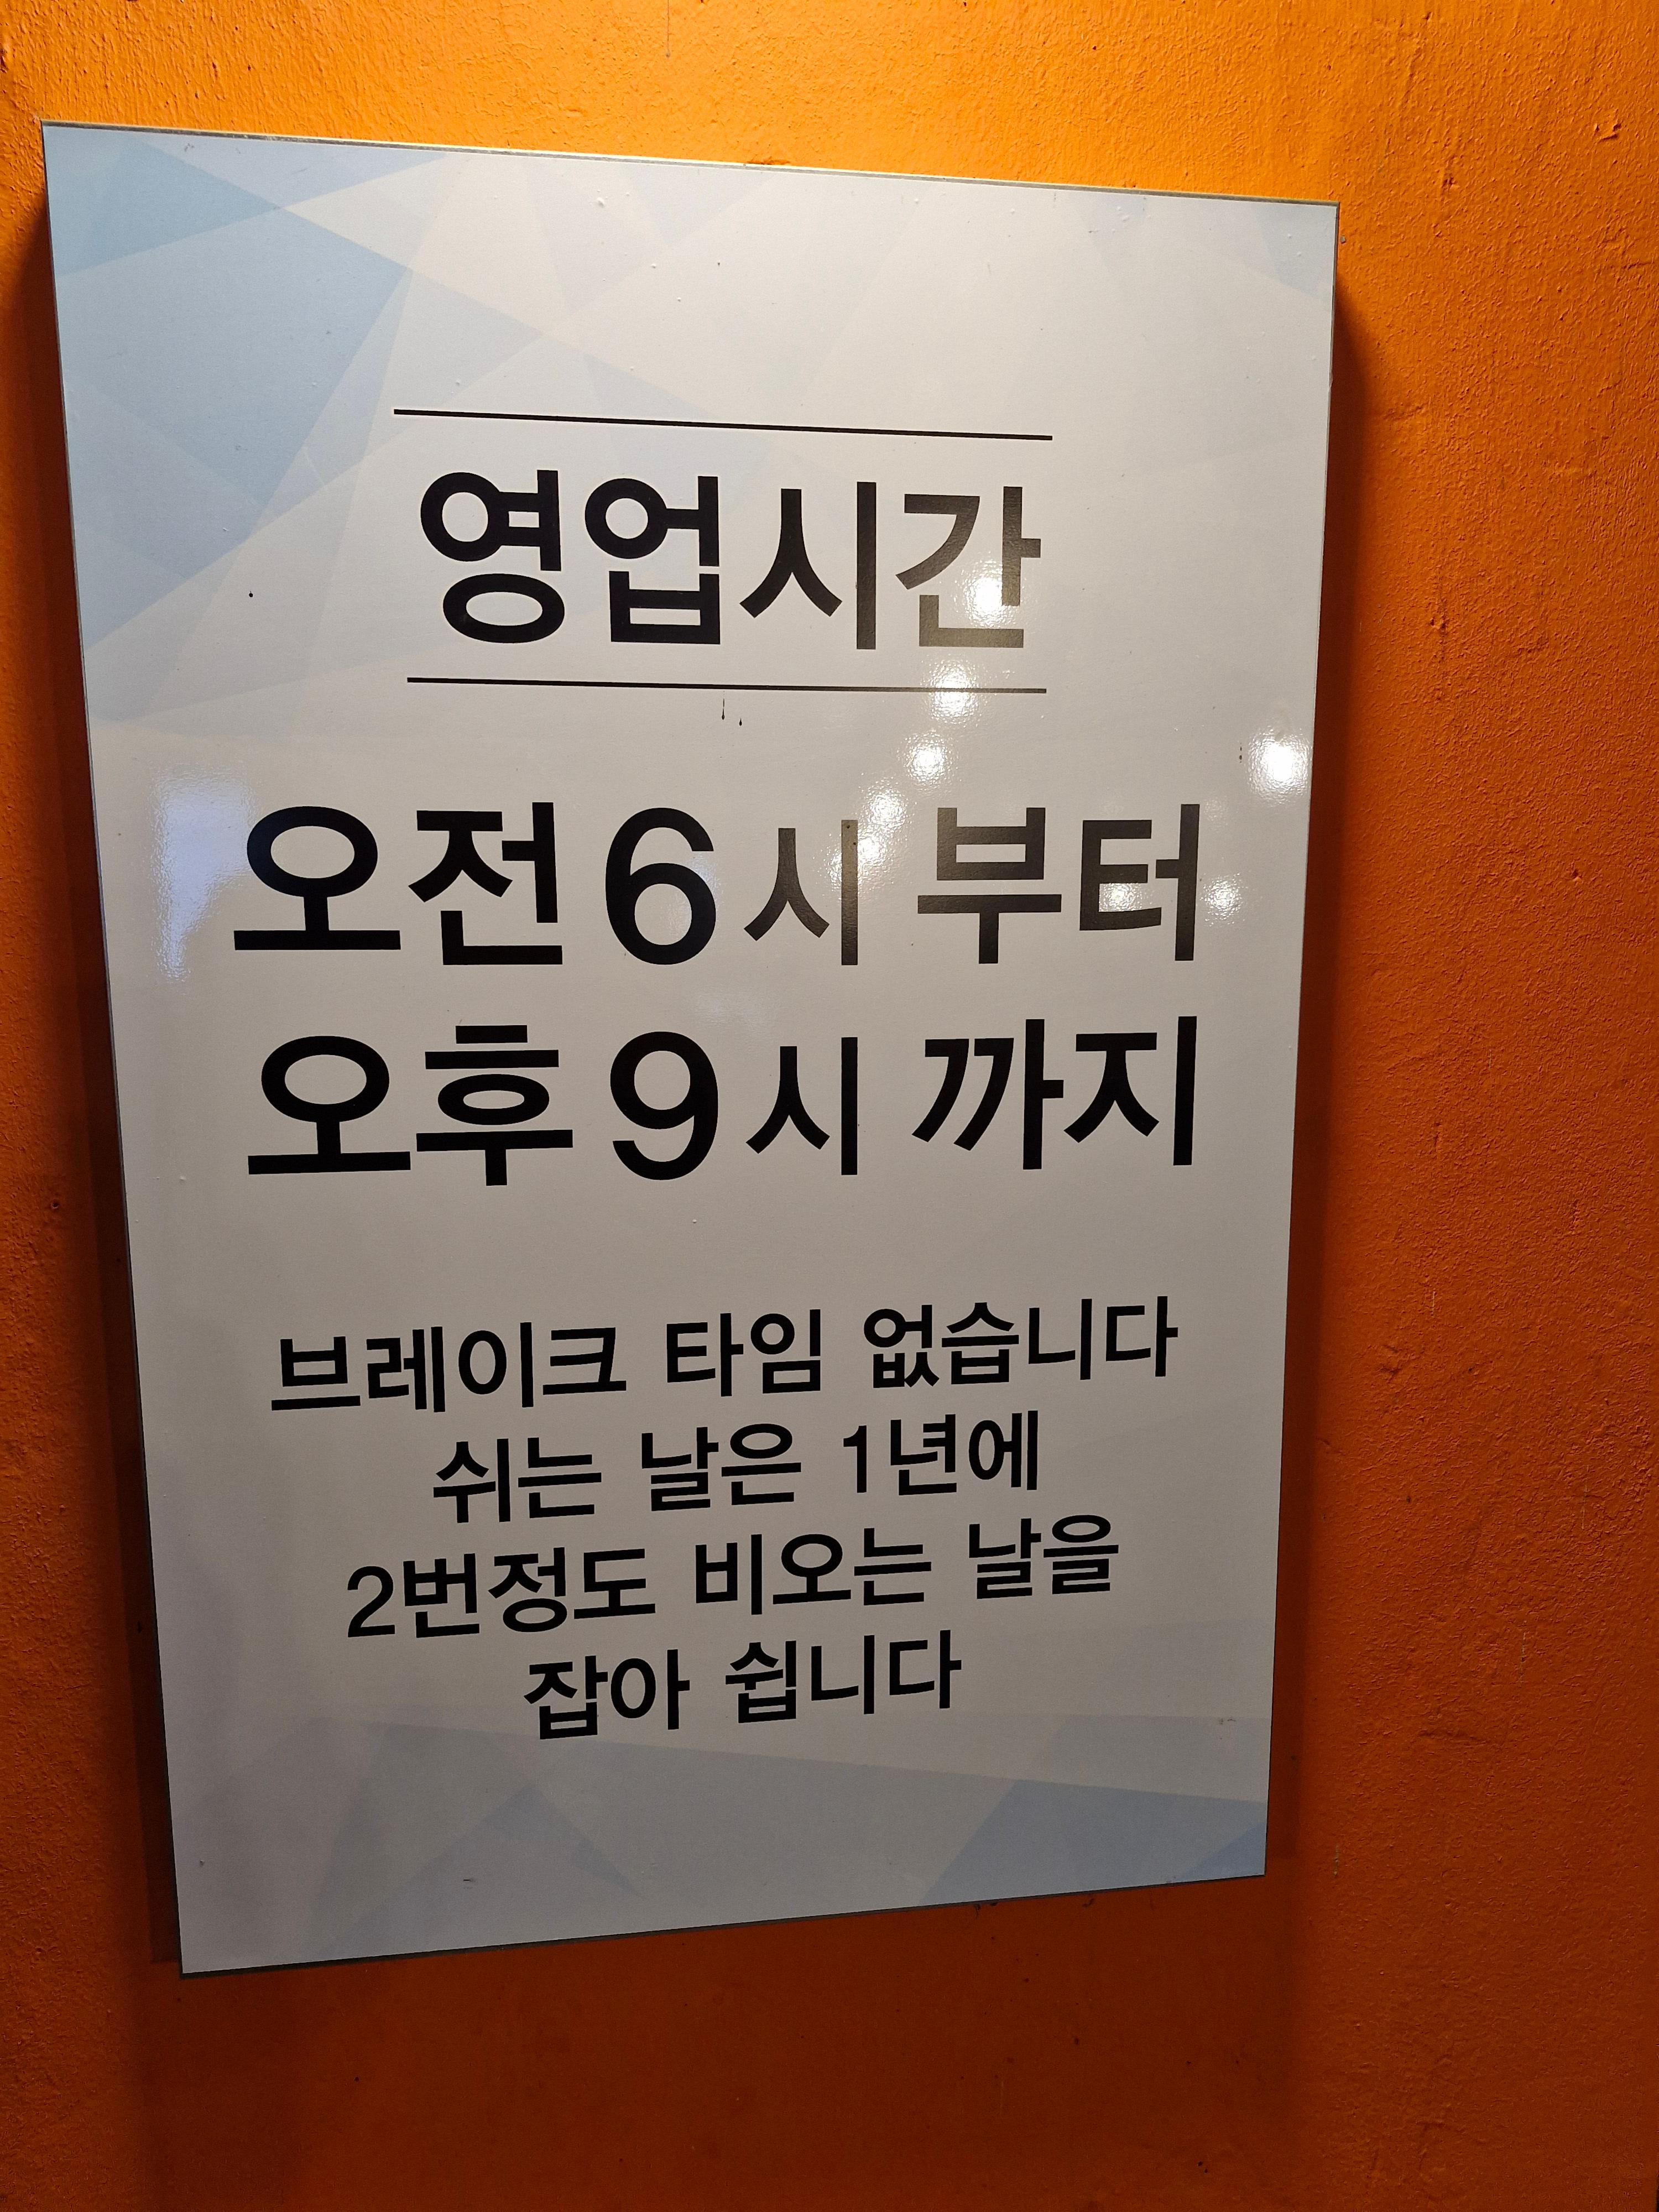 영업시간
오전6시 부터
오후9시 까지
브레이크 타임 없습니다
쉬는 날은 1년에
2번정도 비오는 날을
잡아 쉽니다